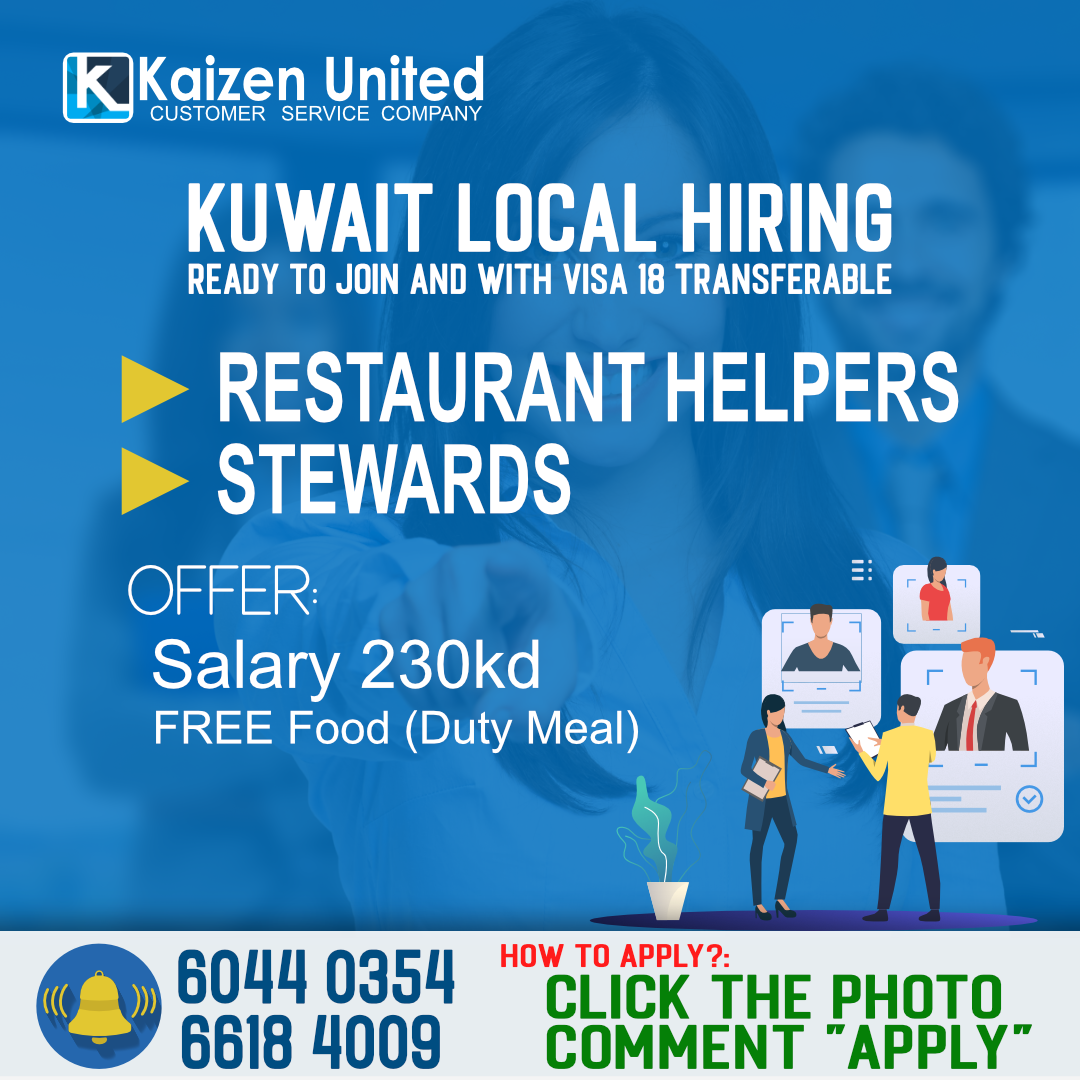 K Kaizen United
CUSTOMER SERVICE COMPANY
KUWAIT LOCAL HIRING
READY TO JOIN AND WITH VISA 18 TRANSFERABLE
RESTAURANT HELPERS
STEWARDS
OFFER:
Salary 230kd
FREE Food (Duty Meal)
6044 0354
6618 4009
HOW TO APPLY?:
CLICK THE PHOTO
COMMENT "APPLY"